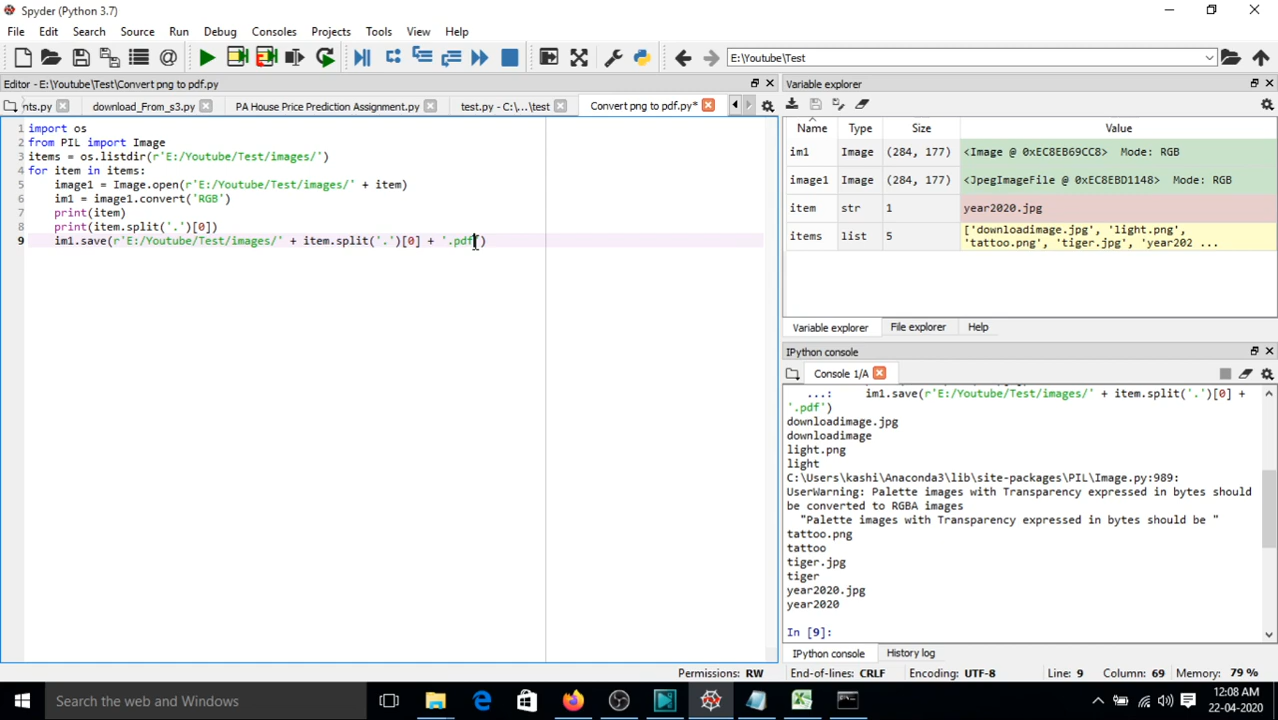 Spyder (Python 3.7)
File Edit Search Source Run Debug Consoles Projects Tools View Help
E:\Youtube\Test
Editor - E:\Youtube\Test\Convert png to pdf.py
nts.py download_From_s3.py PA House Price Prediction Assignment.py test.py - C:\...\test Convert png to pdf.py*
1 import os
2 from PIL import Image
3 items = os.listdir(r'E:/Youtube/Test/images/')
4 for item in items:
5 image1 = Image.open(r'E:/Youtube/Test/images/' + item)
6 im1 = image1.convert('RGB')
7 print(item)
8 print(item.split('.')[0])
9 im1.save(r'E:/Youtube/Test/images/' + item.split('.')[0] + '.pdf')
Variable explorer
Name Type Size Value
im1 Image (284, 177) <Image @ 0xEC8EB69CC8> Mode: RGB
image1 Image (284, 177) <JpegImageFile @ 0xEC8EBD1148> Mode: RGB
item str 1 year2020.jpg
items list 5 ['downloadimage.jpg', 'light.png',
'tattoo.png', 'tiger.jpg', 'year202 ...
Variable explorer File explorer Help
IPython console
Console 1/A
...: im1.save(r'E:/Youtube/Test/images/' + item.split('.')[0] +
'.pdf')
downloadimage.jpg
downloadimage
light.png
light
C:\Users\kashi\Anaconda3\lib\site-packages\PIL\Image.py:989:
UserWarning: Palette images with Transparency expressed in bytes should
be converted to RGBA images
"Palette images with Transparency expressed in bytes should be "
tattoo.png
tattoo
tiger.jpg
tiger
year2020.jpg
year2020
In [9]:
IPython console History log
Permissions: RW End-of-lines: CRLF Encoding: UTF-8 Line: 9 Column: 69 Memory: 79 %
Search the web and Windows
12:08 AM
22-04-2020